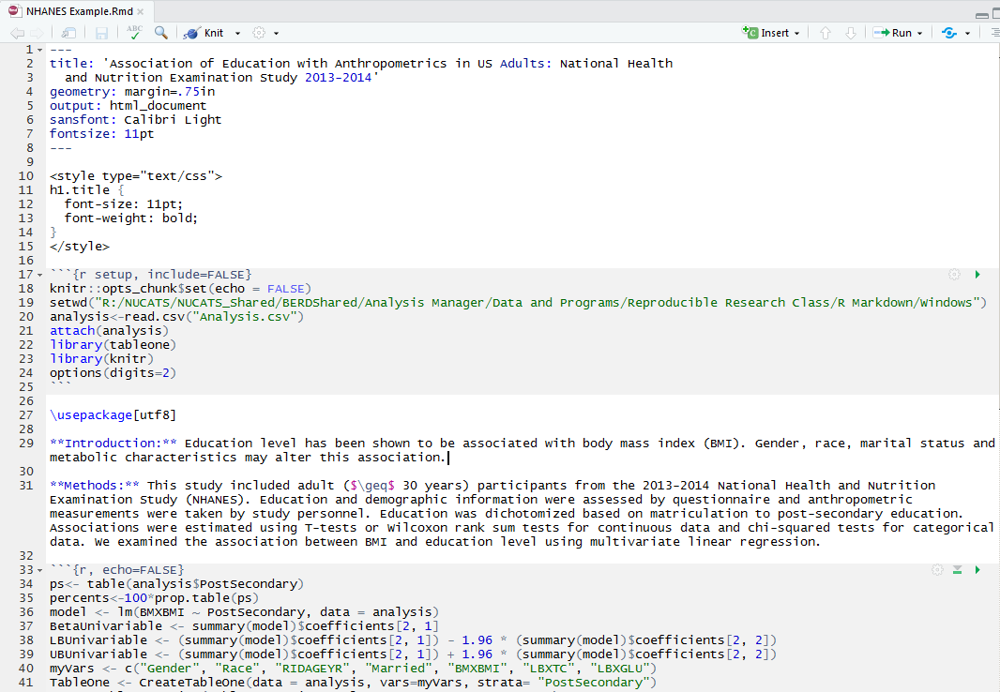 NHANES Example.Rmd
ABC Knit Insert Run
1 ---
2 title: 'Association of Education with Anthropometrics in US Adults: National Health
3   and Nutrition Examination Study 2013-2014'
4 geometry: margin=.75in
5 output: html_document
6 sansfont: Calibri Light
7 fontsize: 11pt
8 ---
9
10 <style type="text/css">
11 h1.title {
12   font-size: 11pt;
13   font-weight: bold;
14 }
15 </style>
16
17 ```{r setup, include=FALSE}
18 knitr::opts_chunk$set(echo = FALSE)
19 setwd("R:/NUCATS/NUCATS_Shared/BERDShared/Analysis Manager/Data and Programs/Reproducible Research Class/R Markdown/Windows")
20 analysis<-read.csv("Analysis.csv")
21 attach(analysis)
22 library(tableone)
23 library(knitr)
24 options(digits=2)
25 ```
26
27 \usepackage[utf8]
28
29 **Introduction:** Education level has been shown to be associated with body mass index (BMI). Gender, race, marital status and
metabolic characteristics may alter this association.
30
31 **Methods:** This study included adult ($\geq$ 30 years) participants from the 2013-2014 National Health and Nutrition
Examination Study (NHANES). Education and demographic information were assessed by questionnaire and anthropometric
measurements were taken by study personnel. Education was dichotomized based on matriculation to post-secondary education.
Associations were estimated using T-tests or Wilcoxon rank sum tests for continuous data and chi-squared tests for categorical
data. We examined the association between BMI and education level using multivariate linear regression.
32
33 ```{r, echo=FALSE}
34 ps<- table(analysis$PostSecondary)
35 percents<-100*prop.table(ps)
36 model <- lm(BMXBMI ~ PostSecondary, data = analysis)
37 BetaUnivariable <- summary(model)$coefficients[2, 1]
38 LBUnivariable <- (summary(model)$coefficients[2, 1]) - 1.96 * (summary(model)$coefficients[2, 2])
39 UBUnivariable <- (summary(model)$coefficients[2, 1]) + 1.96 * (summary(model)$coefficients[2, 2])
40 myVars <- c("Gender", "Race", "RIDAGEYR", "Married", "BMXBMI", "LBXTC", "LBXGLU")
41 TableOne <- CreateTableOne(data = analysis, vars=myVars, strata= "PostSecondary")